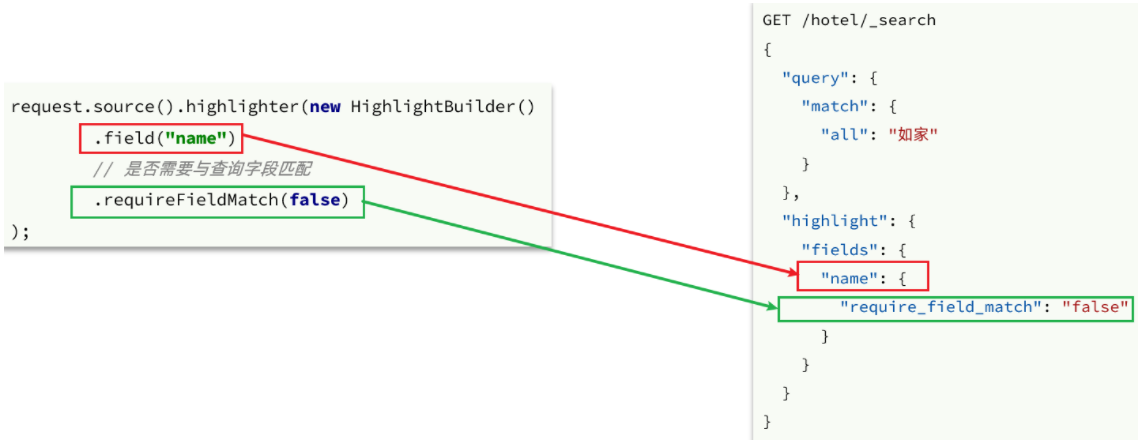 request.source().highlighter(new HighlightBuilder()
.field("name")
// 是否需要与查询字段匹配
.requireFieldMatch(false)
);
GET /hotel/_search
{
"query": {
"match": {
"all": "如家"
}
},
"highlight": {
"fields": {
"name": {
"require_field_match": "false"
}
}
}
}